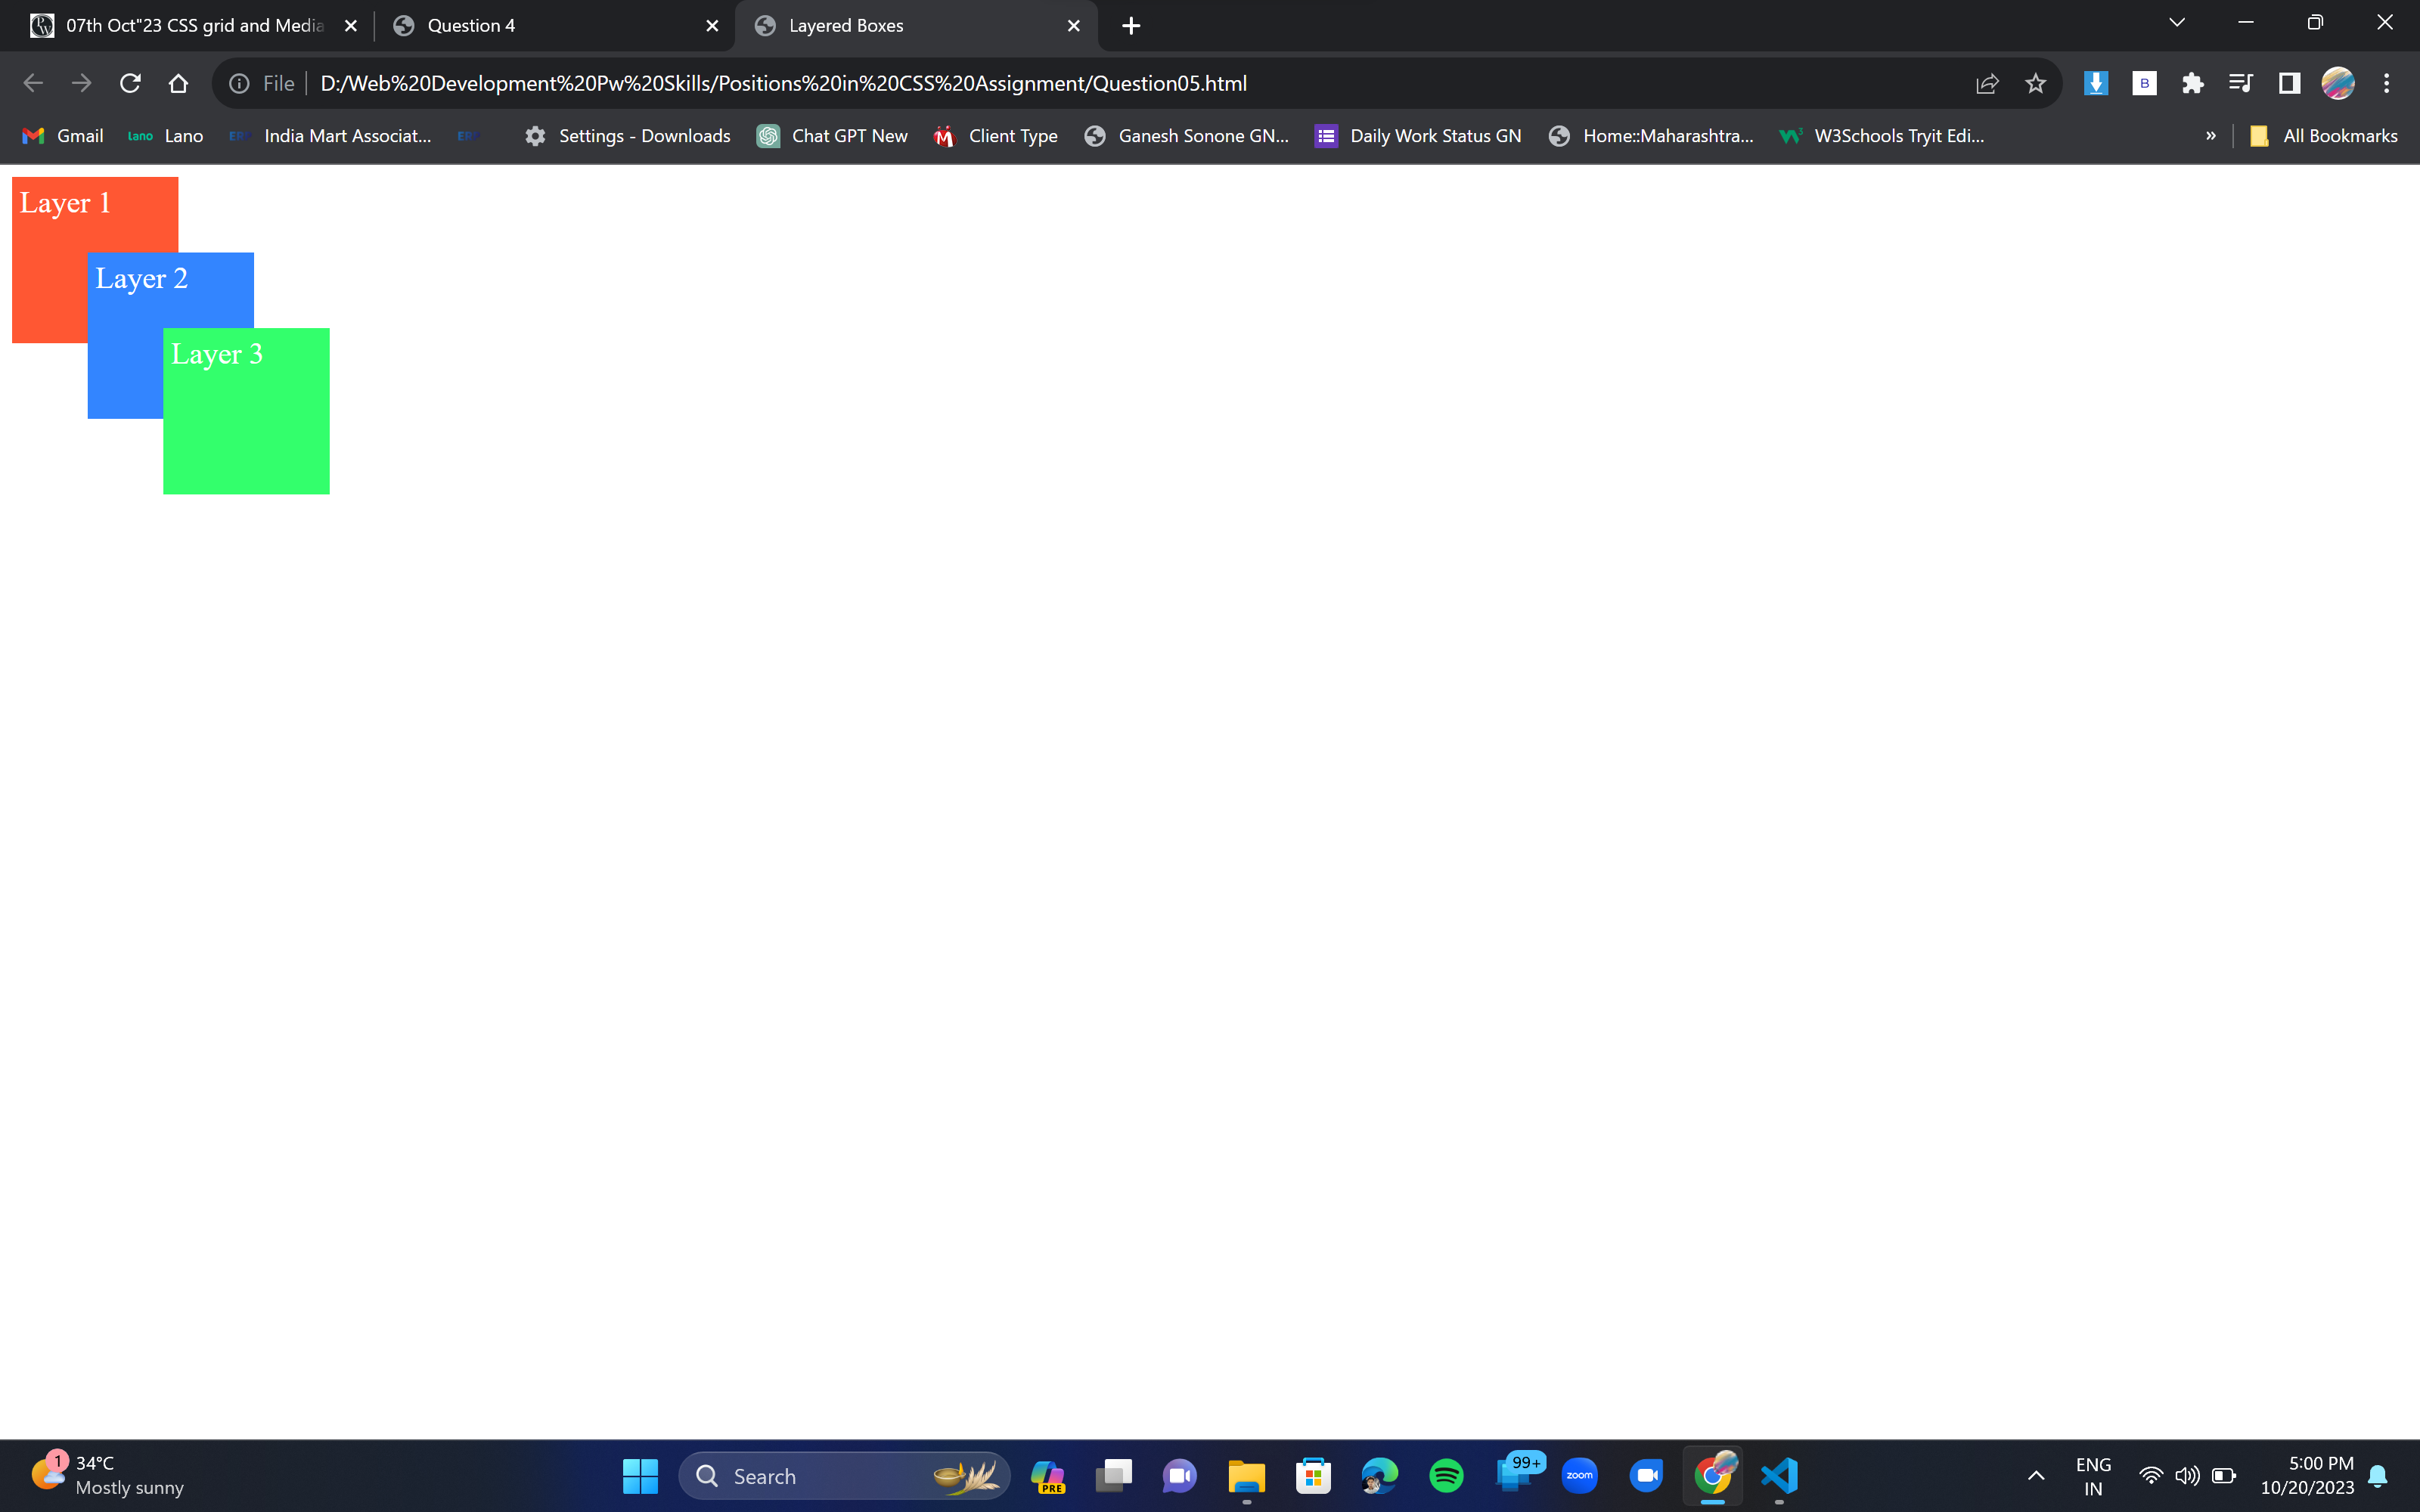 07th Oct"23 CSS grid and Media
Question 4
Layered Boxes
File
D:/Web%20Development%20Pw%20Skills/Positions%20in%20CSS%20Assignment/Question05.html
B
Gmail
Lano
Lano
India Mart Associat...
Settings - Downloads
Chat GPT New
Client Type
Ganesh Sonone GN...
Daily Work Status GN
Home::Maharashtra...
W3Schools Tryit Edi...
»
All Bookmarks
Layer 1
Layer 2
Layer 3
1
34°C
Mostly sunny
Search
PRE
99+
zoom
ENG
IN
5:00 PM
10/20/2023